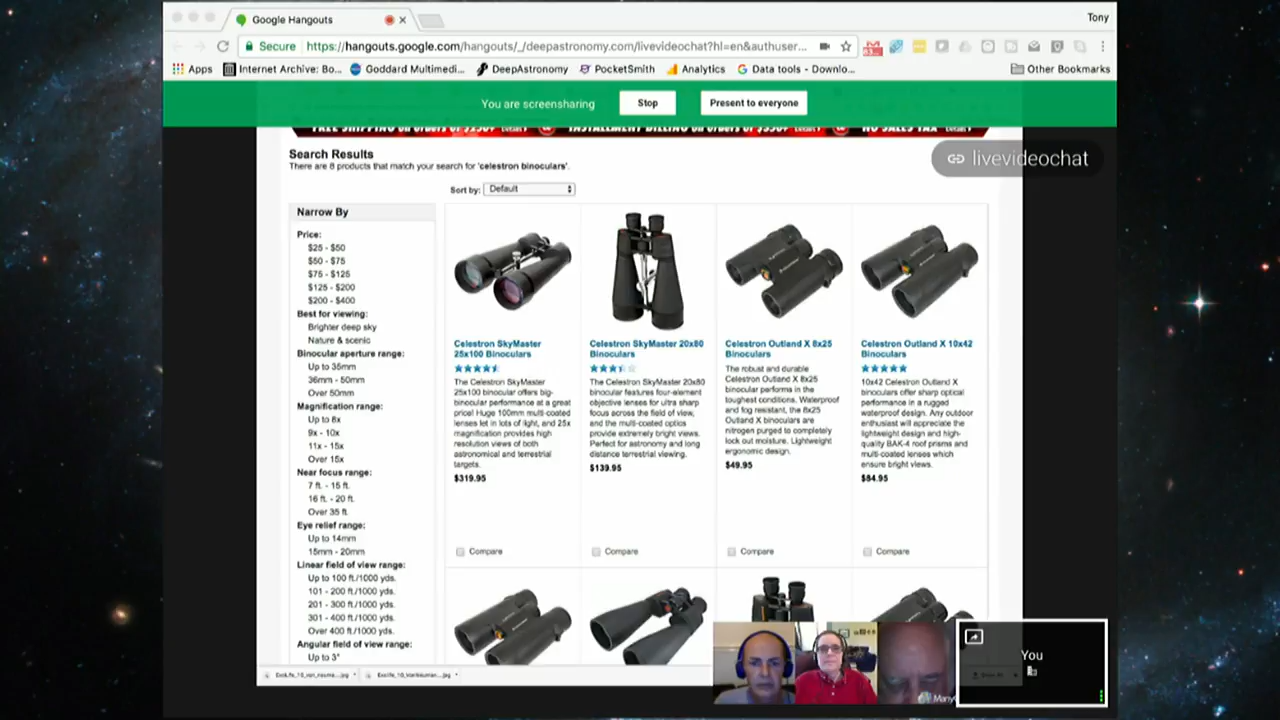 Google Hangouts
Tony
Secure https://hangouts.google.com/hangouts/_/deepastronomy.com/livevideochat?hl=en&authuser...
Apps Internet Archive: Bo... Goddard Multimedi... DeepAstronomy PocketSmith Analytics Data tools - Downlo... Other Bookmarks
You are screensharing Stop Present to everyone
FREE SHIPPING on orders of $250+ Details INSTALLMENT BILLING on orders of $350+ Details NO SALES TAX Details
Search Results
There are 8 products that match your search for 'celestron binoculars'.
livevideochat
Sort by: Default
Narrow By
Price:
$25 - $50
$50 - $75
$75 - $125
$125 - $200
$200 - $400
Best for viewing:
Brighter deep sky
Nature & scenic
Binocular aperture range:
Up to 35mm
36mm - 50mm
Over 50mm
Magnification range:
Up to 8x
9x - 10x
11x - 15x
Over 15x
Near focus range:
7 ft. - 15 ft.
16 ft. - 20 ft.
Over 35 ft
Eye relief range:
Up to 14mm
15mm - 20mm
Linear field of view range:
Up to 100 ft./1000 yds.
101 - 200 ft/1000 yds.
201 - 300 ft/1000 yds.
301 - 400 ft/1000 yds.
Over 400 ft/1000 yds.
Angular field of view range:
Up to 3°
Celestron SkyMaster
25x100 Binoculars
The Celestron SkyMaster
25x100 binocular offers big-
binocular performance at a great
price! Huge 100mm multi-coated
lenses let in lots of light, and 25x
magnification provides high
resolution views of both
astronomical and terrestrial
targets.
$319.95
Compare
Celestron SkyMaster 20x80
Binoculars
The Celestron SkyMaster 20x80
binocular features four-element
objective lenses for ultra sharp
focus across the field of view,
and the multi-coated optics
provide extremely bright views.
Perfect for astronomy and long
distance terrestrial viewing.
$139.95
Compare
Celestron Outland X 8x25
Binoculars
The robust and durable
Celestron Outland X 8x25
binocular performs in the
toughest conditions. Waterproof
and fog resistant, the 8x25
Outland X binoculars are
nitrogen purged to completely
lock out moisture. Lightweight
ergonomic design.
$49.95
Compare
Celestron Outland X 10x42
Binoculars
10x42 Celestron Outland X
binoculars offer sharp optical
performance in a rugged
waterproof design. Any outdoor
enthusiast will appreciate the
lightweight design and high-
quality BAK-4 roof prisms and
multi-coated lenses which
ensure bright views.
$84.95
Compare
You